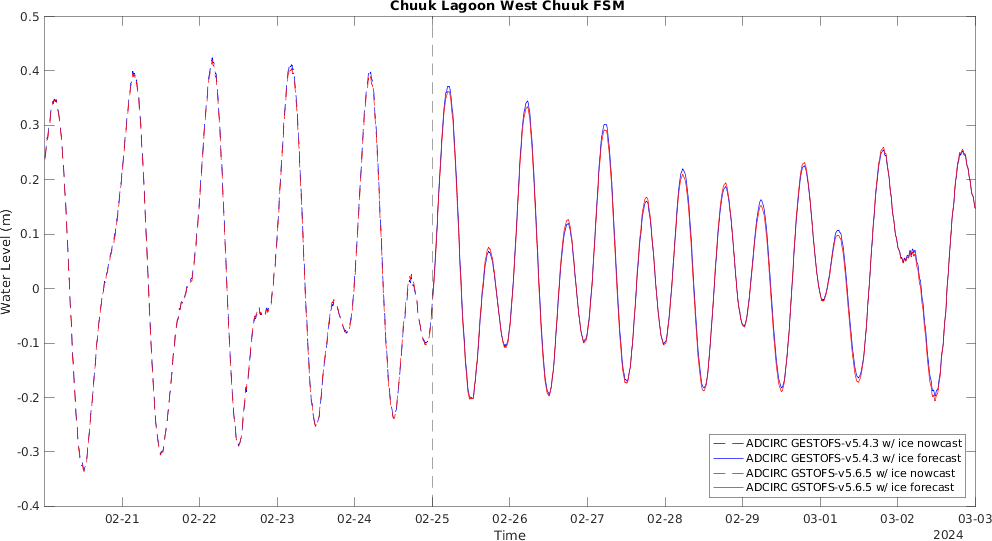 Chuuk Lagoon West Chuuk FSM
0.5
0.4
0.3
0.2
0.1
0
-0.1
-0.2
-0.3
-0.4
Water Level (m)
ADCIRC GESTOFS-v5.4.3 w/ ice nowcast
ADCIRC GESTOFS-v5.4.3 w/ ice forecast
ADCIRC GSTOFS-v5.6.5 w/ ice nowcast
ADCIRC GSTOFS-v5.6.5 w/ ice forecast
02-21 02-22 02-23 02-24 02-25 02-26 02-27 02-28 02-29 03-01 03-02 03-03
Time
2024